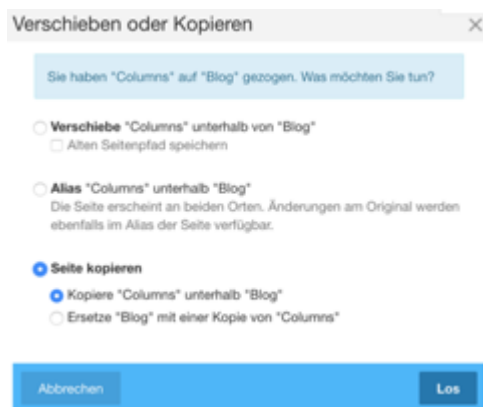 Verschieben oder Kopieren
Sie haben "Columns" auf "Blog" gezogen. Was möchten Sie tun?
Verschiebe "Columns" unterhalb von "Blog"
Alten Seitenpfad speichern
Alias "Columns" unterhalb "Blog"
Die Seite erscheint an beiden Orten. Änderungen am Original werden
ebenfalls im Alias der Seite verfügbar.
Seite kopieren
Kopiere "Columns" unterhalb "Blog"
Ersetze "Blog" mit einer Kopie von "Columns"
Abbrechen
Los